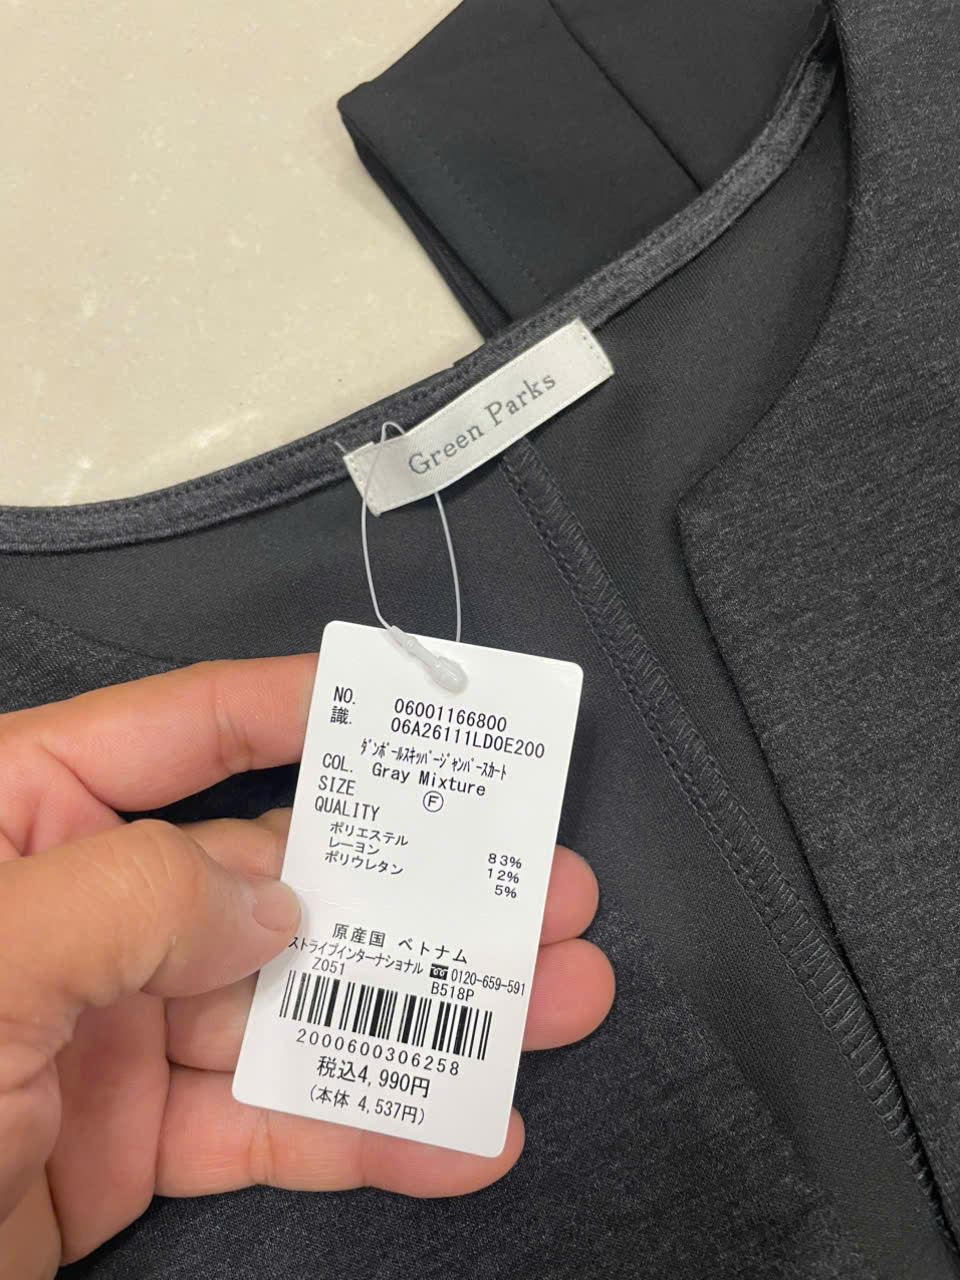 Green Parks
NO. 06001166800
識. 06A26111LD0E200
ﾀﾞﾝﾎﾞｰﾙｽｷｯﾊﾟｰｼﾞｬﾝﾊﾟｰｽｶｰﾄ
COL. Gray Mixture
SIZE Ⓕ
QUALITY
ポリエステル 83%
レーヨン 12%
ポリウレタン 5%
原産国 ベトナム
ストライプインターナショナル 0120-659-591
Z051 B518P
2000600306258
税込4,990円
(本体 4,537円)